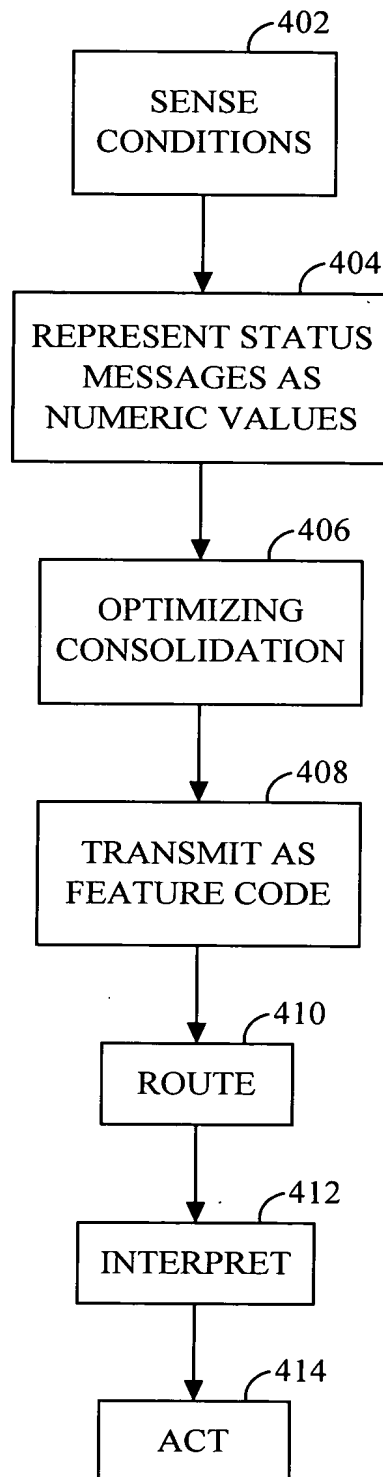 402
SENSE
CONDITIONS
404
REPRESENT STATUS
MESSAGES AS
NUMERIC VALUES
406
OPTIMIZING
CONSOLIDATION
408
TRANSMIT AS
FEATURE CODE
410
ROUTE
412
INTERPRET
414
ACT